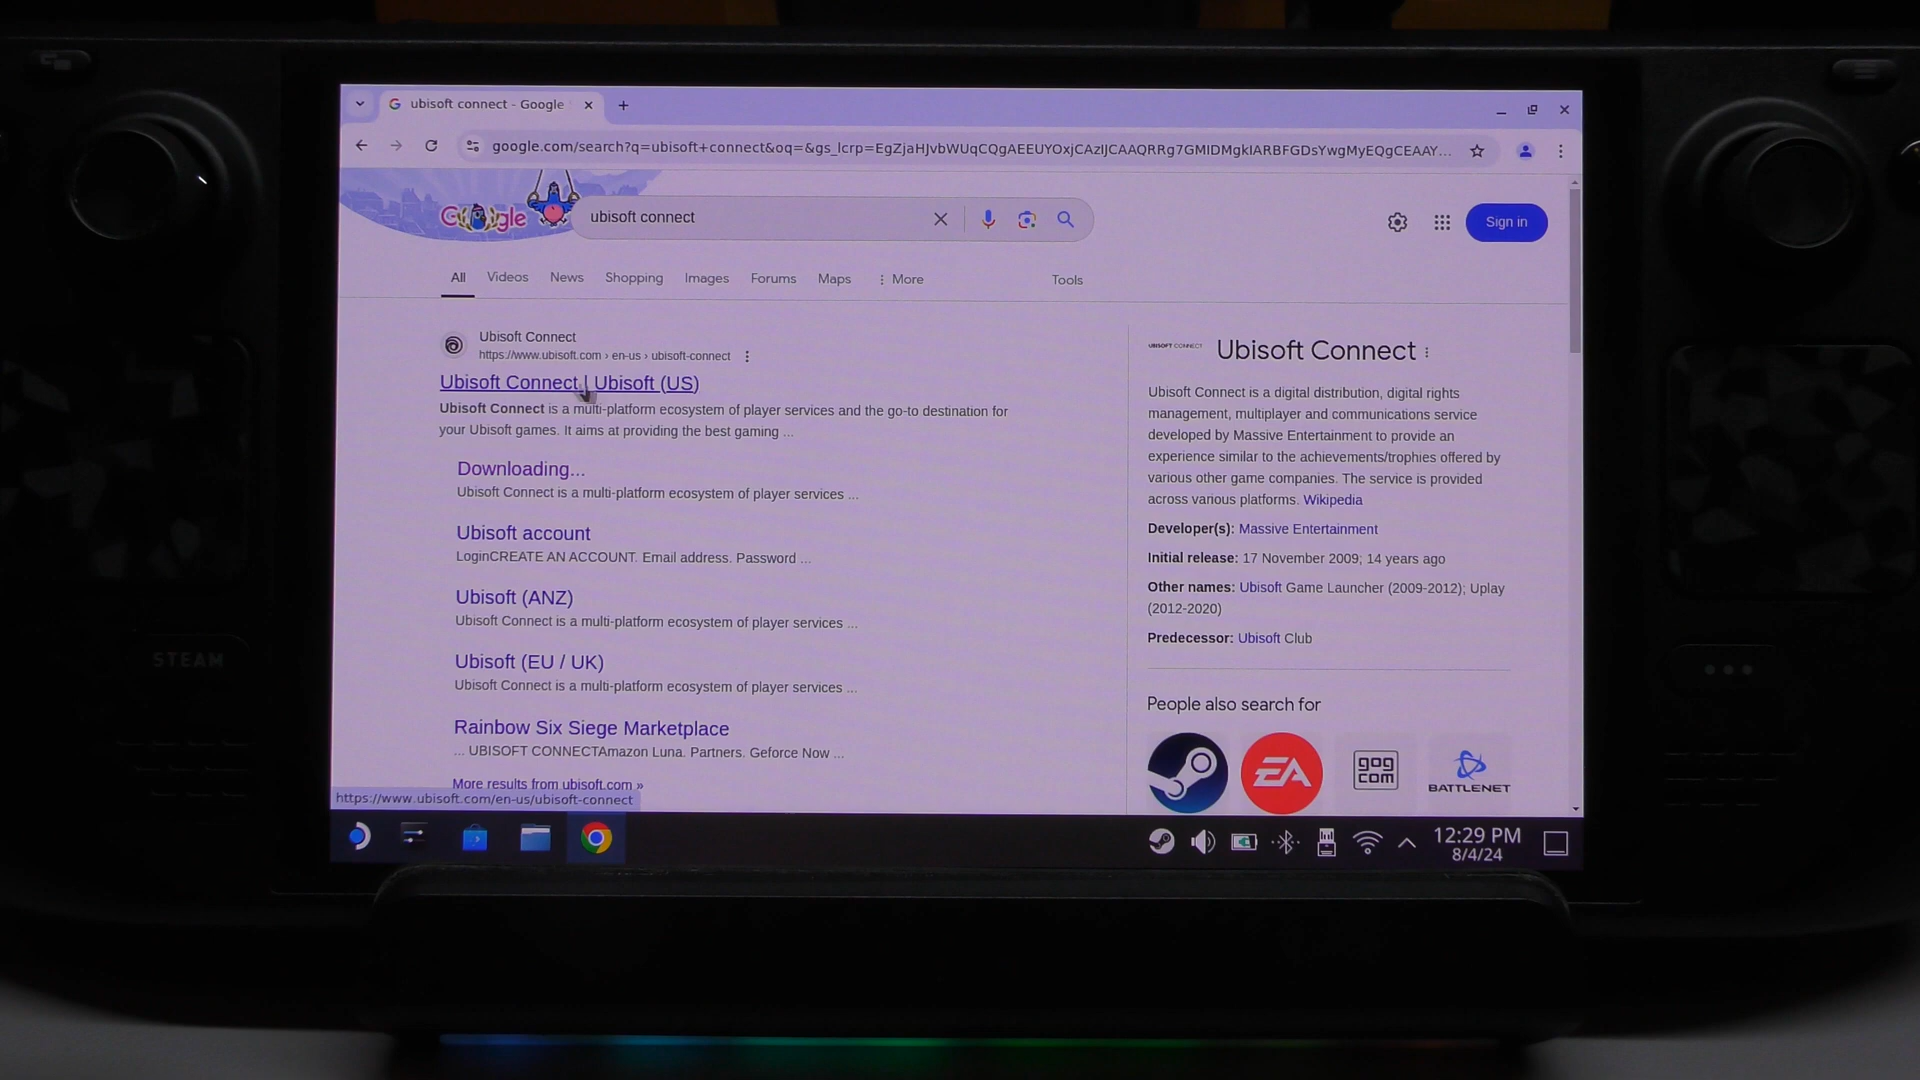 ubisoft connect - Google
google.com/search?q=ubisoft+connect&oq=&gs_lcrp=EgZjaHJvbWUqCQgAEEUYOxjCAzIJCAAQRRg7GMIDMgkIARBFGDsYwgMyEQgCEAAY...
Google
ubisoft connect
Sign in
All Videos News Shopping Images Forums Maps More Tools
Ubisoft Connect
https://www.ubisoft.com › en-us › ubisoft-connect
Ubisoft Connect | Ubisoft (US)
Ubisoft Connect is a multi-platform ecosystem of player services and the go-to destination for
your Ubisoft games. It aims at providing the best gaming ...
Downloading...
Ubisoft Connect is a multi-platform ecosystem of player services ...
Ubisoft account
LoginCREATE AN ACCOUNT. Email address. Password ...
Ubisoft (ANZ)
Ubisoft Connect is a multi-platform ecosystem of player services ...
Ubisoft (EU / UK)
Ubisoft Connect is a multi-platform ecosystem of player services ...
Rainbow Six Siege Marketplace
... UBISOFT CONNECTAmazon Luna. Partners. Geforce Now ...
More results from ubisoft.com »
https://www.ubisoft.com/en-us/ubisoft-connect
UBISOFT CONNECT
Ubisoft Connect
Ubisoft Connect is a digital distribution, digital rights
management, multiplayer and communications service
developed by Massive Entertainment to provide an
experience similar to the achievements/trophies offered by
various other game companies. The service is provided
across various platforms. Wikipedia
Developer(s): Massive Entertainment
Initial release: 17 November 2009; 14 years ago
Other names: Ubisoft Game Launcher (2009-2012); Uplay
(2012-2020)
Predecessor: Ubisoft Club
People also search for
EA
gog
com
BATTLENET
12:29 PM
8/4/24
STEAM